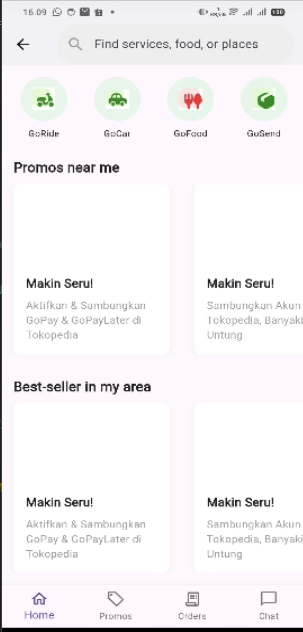 16.09
Find services, food, or places
GoRide GoCar GoFood GoSend
Promos near me
Makin Seru! Makin Seru!
Aktifkan & Sambungkan Sambungkan Akun
GoPay & GoPayLater di Tokopedia, Banyaki
Tokopedia Untung
Best-seller in my area
Makin Seru! Makin Seru!
Aktifkan & Sambungkan Sambungkan Akun
GoPay & GoPayLater di Tokopedia, Banyaki
Tokopedia Untung
Home Promos Orders Chat